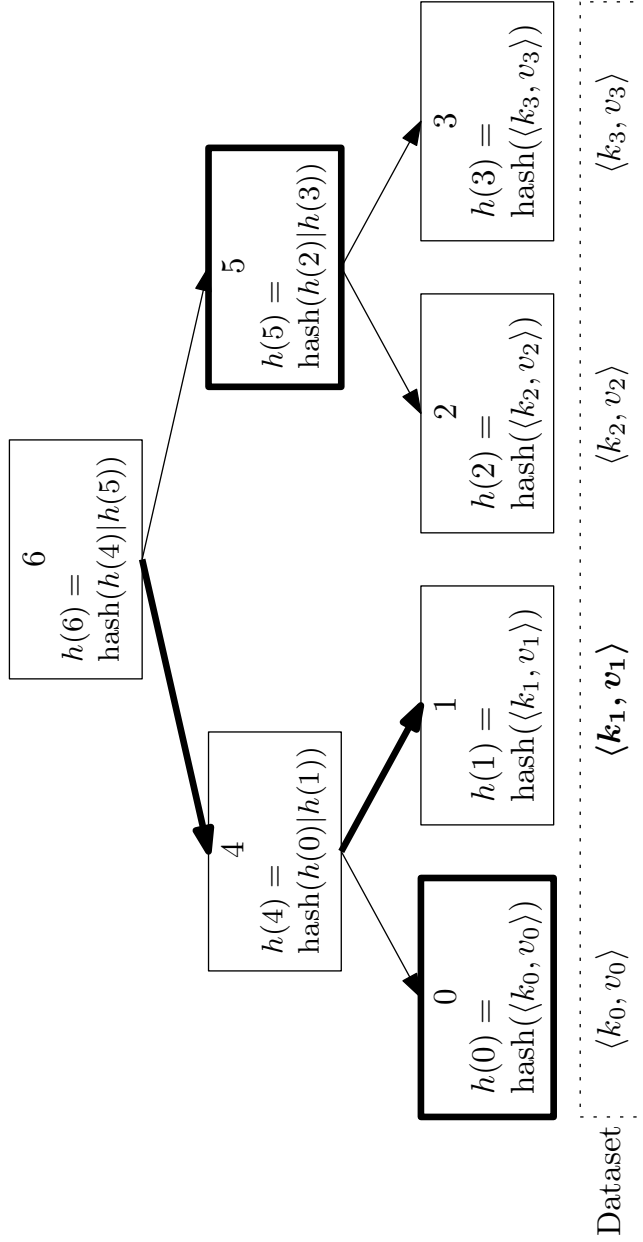 6
h(6) =
hash(h(4)|h(5))
4
h(4) =
hash(h(0)|h(1))
5
h(5) =
hash(h(2)|h(3))
0
h(0) =
hash(⟨k₀, v₀⟩)
1
h(1) =
hash(⟨k₁, v₁⟩)
2
h(2) =
hash(⟨k₂, v₂⟩)
3
h(3) =
hash(⟨k₃, v₃⟩)
Dataset ⟨k₀, v₀⟩ ⟨k₁, v₁⟩ ⟨k₂, v₂⟩ ⟨k₃, v₃⟩